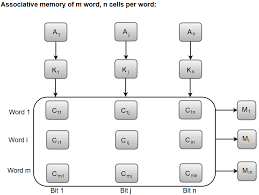 Associative memory of m word, n cells per word:
A1 Aj An
K1 Kj Kn
Word 1 C11 C1j C1n M1
Word i Ci1 Cij Cin Mi
Word m Cm1 Cmj Cmn Mm
Bit 1 Bit j Bit n